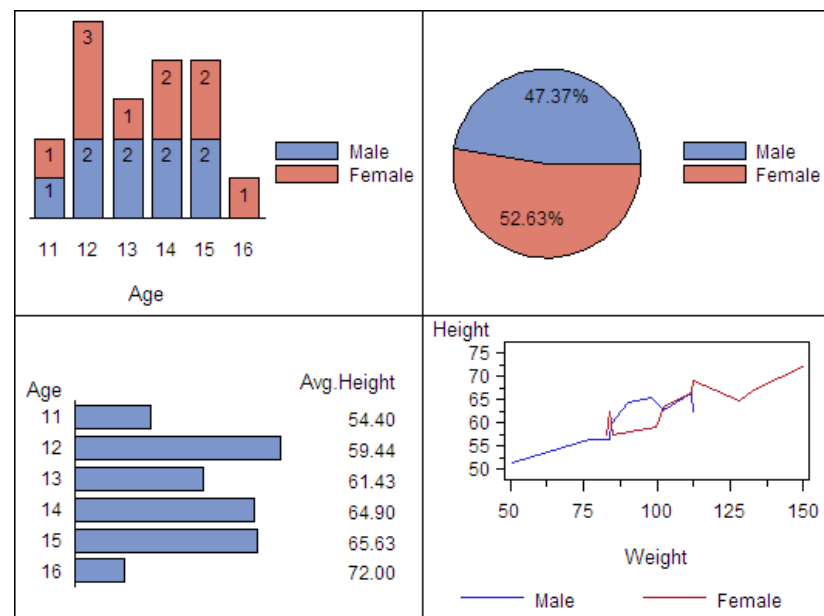 3
2 2
1
1 2 2 2 2
1 1
Male
Female
11 12 13 14 15 16
Age
47.37%
52.63%
Male
Female
Age Avg.Height
11 54.40
12 59.44
13 61.43
14 64.90
15 65.63
16 72.00
Height
75
70
65
60
55
50
50 75 100 125 150
Weight
Male Female